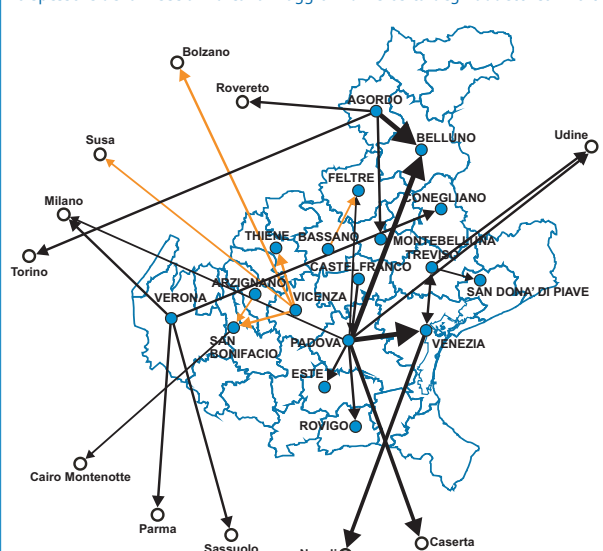 Bolzano
Rovereto
AGORDO
Udine
BELLUNO
Susa
FELTRE
CONEGLIANO
Milano
THIENE
BASSANO
MONTEBELLUNA
TREVISO
Torino
CASTELFRANCO
ARZIGNANO
SAN DONA' DI PIAVE
VERONA
VICENZA
SAN
BONIFACIO
PADOVA
VENEZIA
ESTE
ROVIGO
Cairo Montenotte
Parma
Caserta
Sassuolo